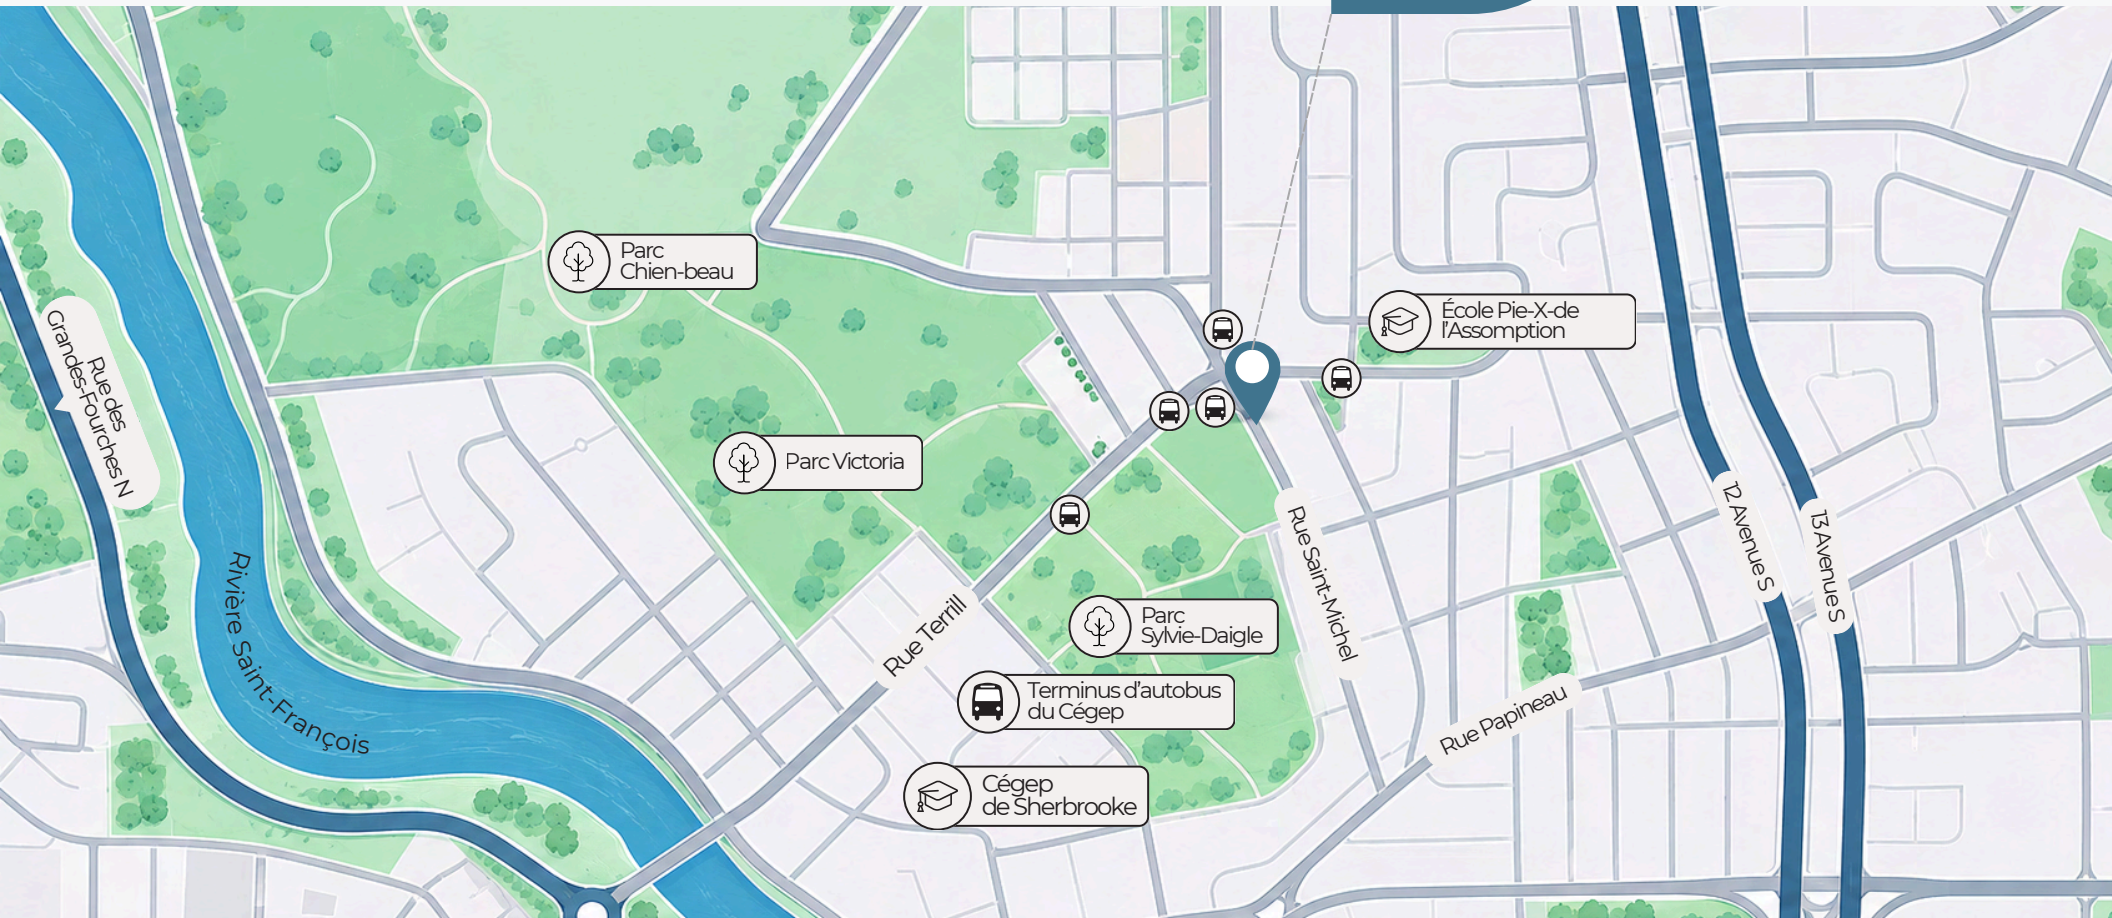 Parc
Chien-beau
École Pie-X-de
l'Assomption
Rue des
Grandes-Fourches N
Parc Victoria
12 Avenue S
13 Avenue S
Rue Saint-Michel
Rivière Saint-François
Rue Terrill
Parc
Sylvie-Daigle
Terminus d'autobus
du Cégep
Rue Papineau
Cégep
de Sherbrooke